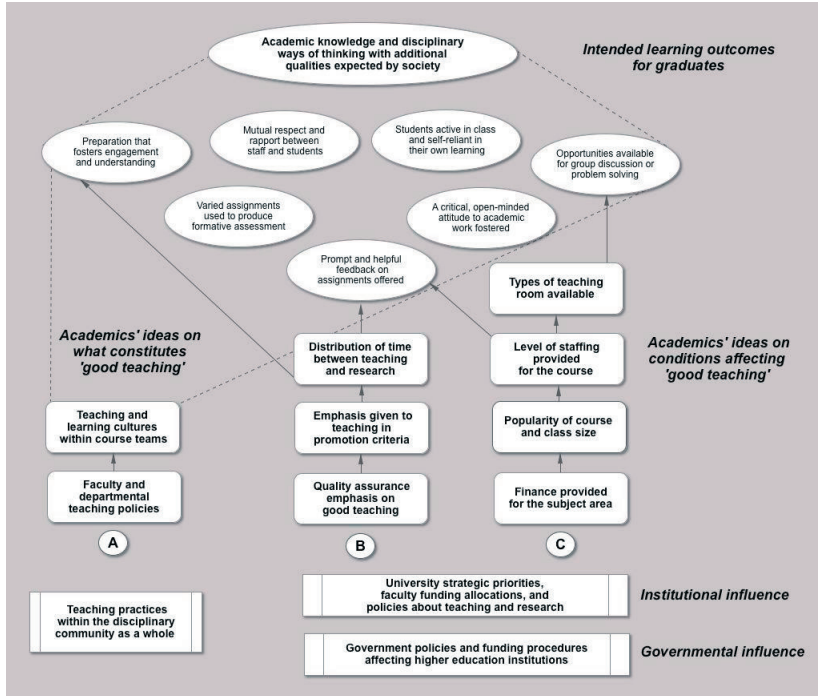 Academic knowledge and disciplinary
ways of thinking with additional
qualities expected by society
Intended learning outcomes
for graduates
Preparation that
fosters engagement
and understanding
Mutual respect and
rapport between
staff and students
Students active in class
and self-reliant in
their own learning
Opportunities available
for group discussion or
problem solving
Varied assignments
used to produce
formative assessment
A critical, open-minded
attitude to academic
work fostered
Prompt and helpful
feedback on
assignments offered
Types of teaching
room available
Academics' ideas on
what constitutes
'good teaching'
Distribution of time
between teaching
and research
Level of staffing
provided
for the course
Academics' ideas on
conditions affecting
'good teaching'
Teaching and
learning cultures
within course teams
Emphasis given to
teaching in
promotion criteria
Popularity of course
and class size
Faculty and
departmental
teaching policies
Quality assurance
emphasis on
good teaching
Finance provided
for the subject area
A
B
C
Teaching practices
within the disciplinary
community as a whole
University strategic priorities,
faculty funding allocations, and
policies about teaching and research
Institutional influence
Government policies and funding procedures
affecting higher education institutions
Governmental influence